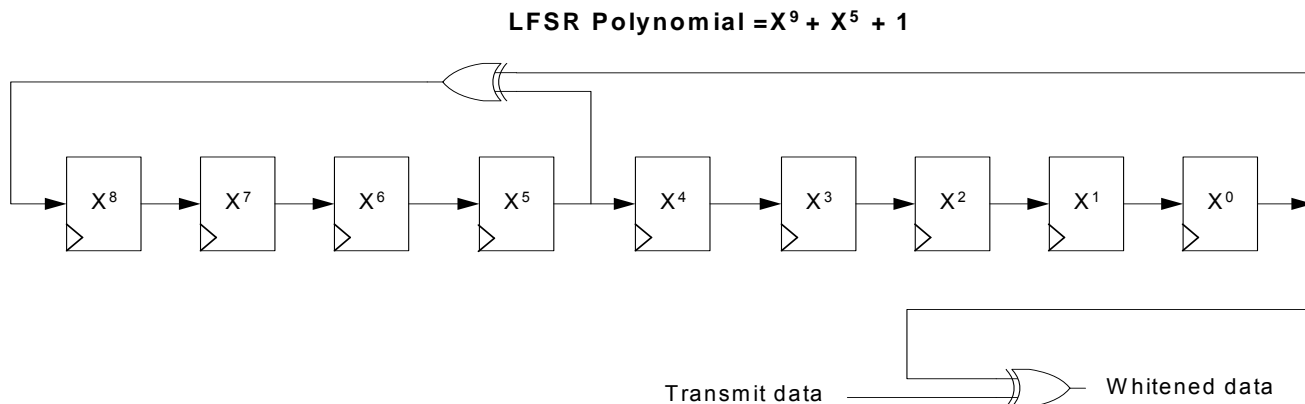 LFSR Polynomial =X⁹ + X⁵ + 1
X⁸ X⁷ X⁶ X⁵ X⁴ X³ X² X¹ X⁰
Transmit data Whitened data